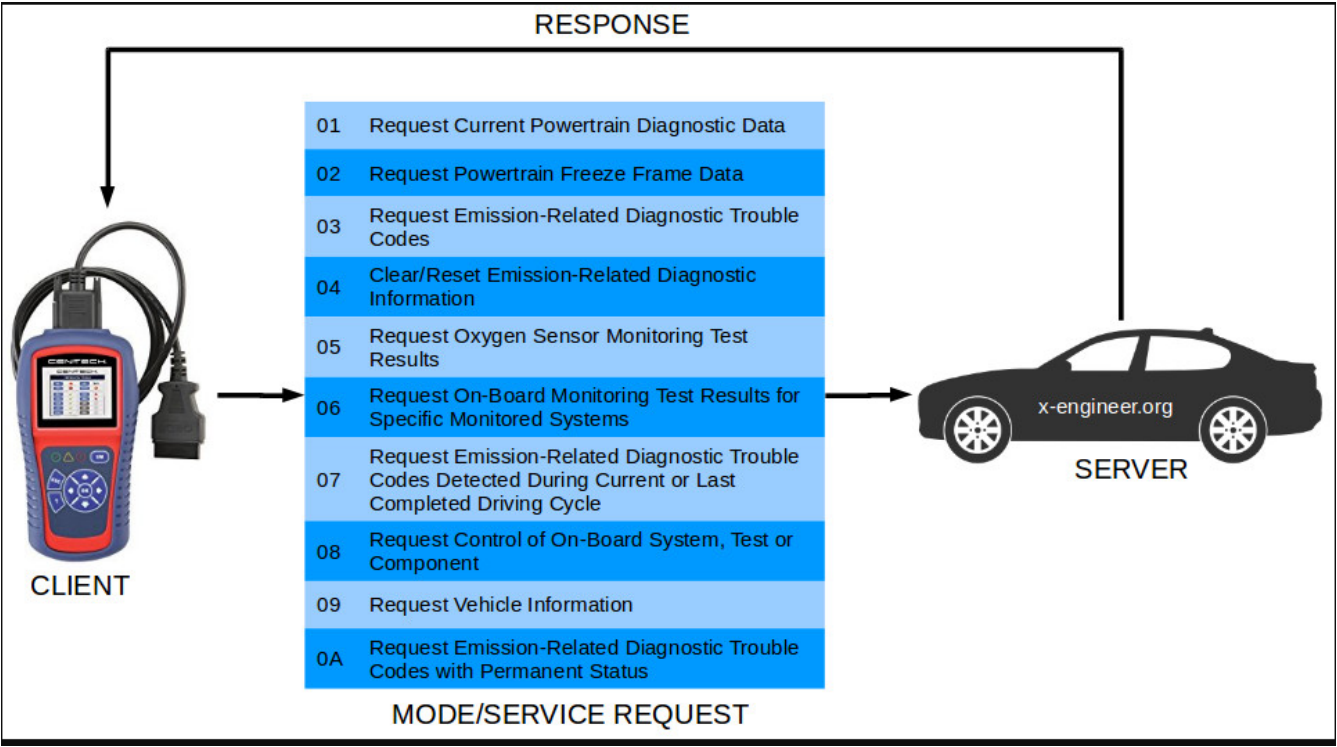 RESPONSE
01 Request Current Powertrain Diagnostic Data
02 Request Powertrain Freeze Frame Data
03 Request Emission-Related Diagnostic Trouble
Codes
04 Clear/Reset Emission-Related Diagnostic
Information
05 Request Oxygen Sensor Monitoring Test
Results
06 Request On-Board Monitoring Test Results for
Specific Monitored Systems
07 Request Emission-Related Diagnostic Trouble
Codes Detected During Current or Last
Completed Driving Cycle
08 Request Control of On-Board System, Test or
Component
09 Request Vehicle Information
0A Request Emission-Related Diagnostic Trouble
Codes with Permanent Status
MODE/SERVICE REQUEST
CENTECH
CLIENT
x-engineer.org
SERVER